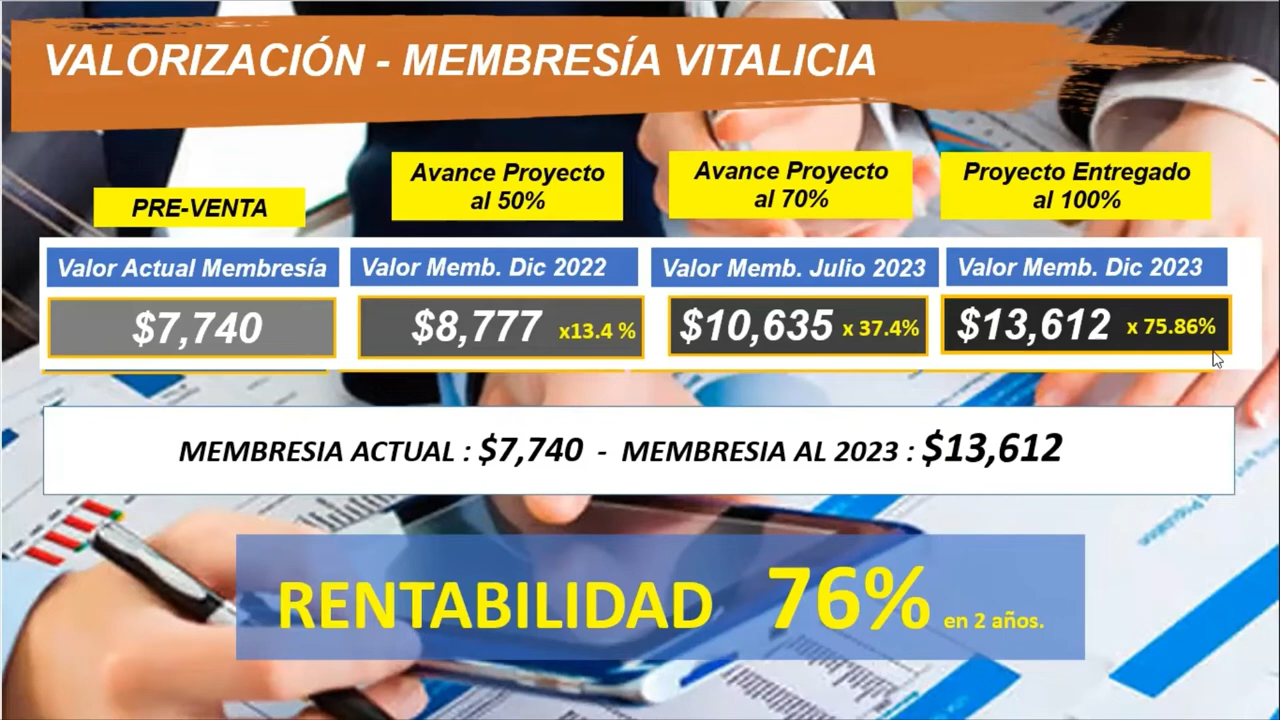 VALORIZACIÓN - MEMBRESÍA VITALICIA
PRE-VENTA
Avance Proyecto
al 50%
Avance Proyecto
al 70%
Proyecto Entregado
al 100%
Valor Actual Membresía
Valor Memb. Dic 2022
Valor Memb. Julio 2023
Valor Memb. Dic 2023
$7,740
$8,777 x13.4 %
$10,635 x 37.4%
$13,612 x 75.86%
MEMBRESIA ACTUAL : $7,740 - MEMBRESIA AL 2023 : $13,612
RENTABILIDAD 76% en 2 años.